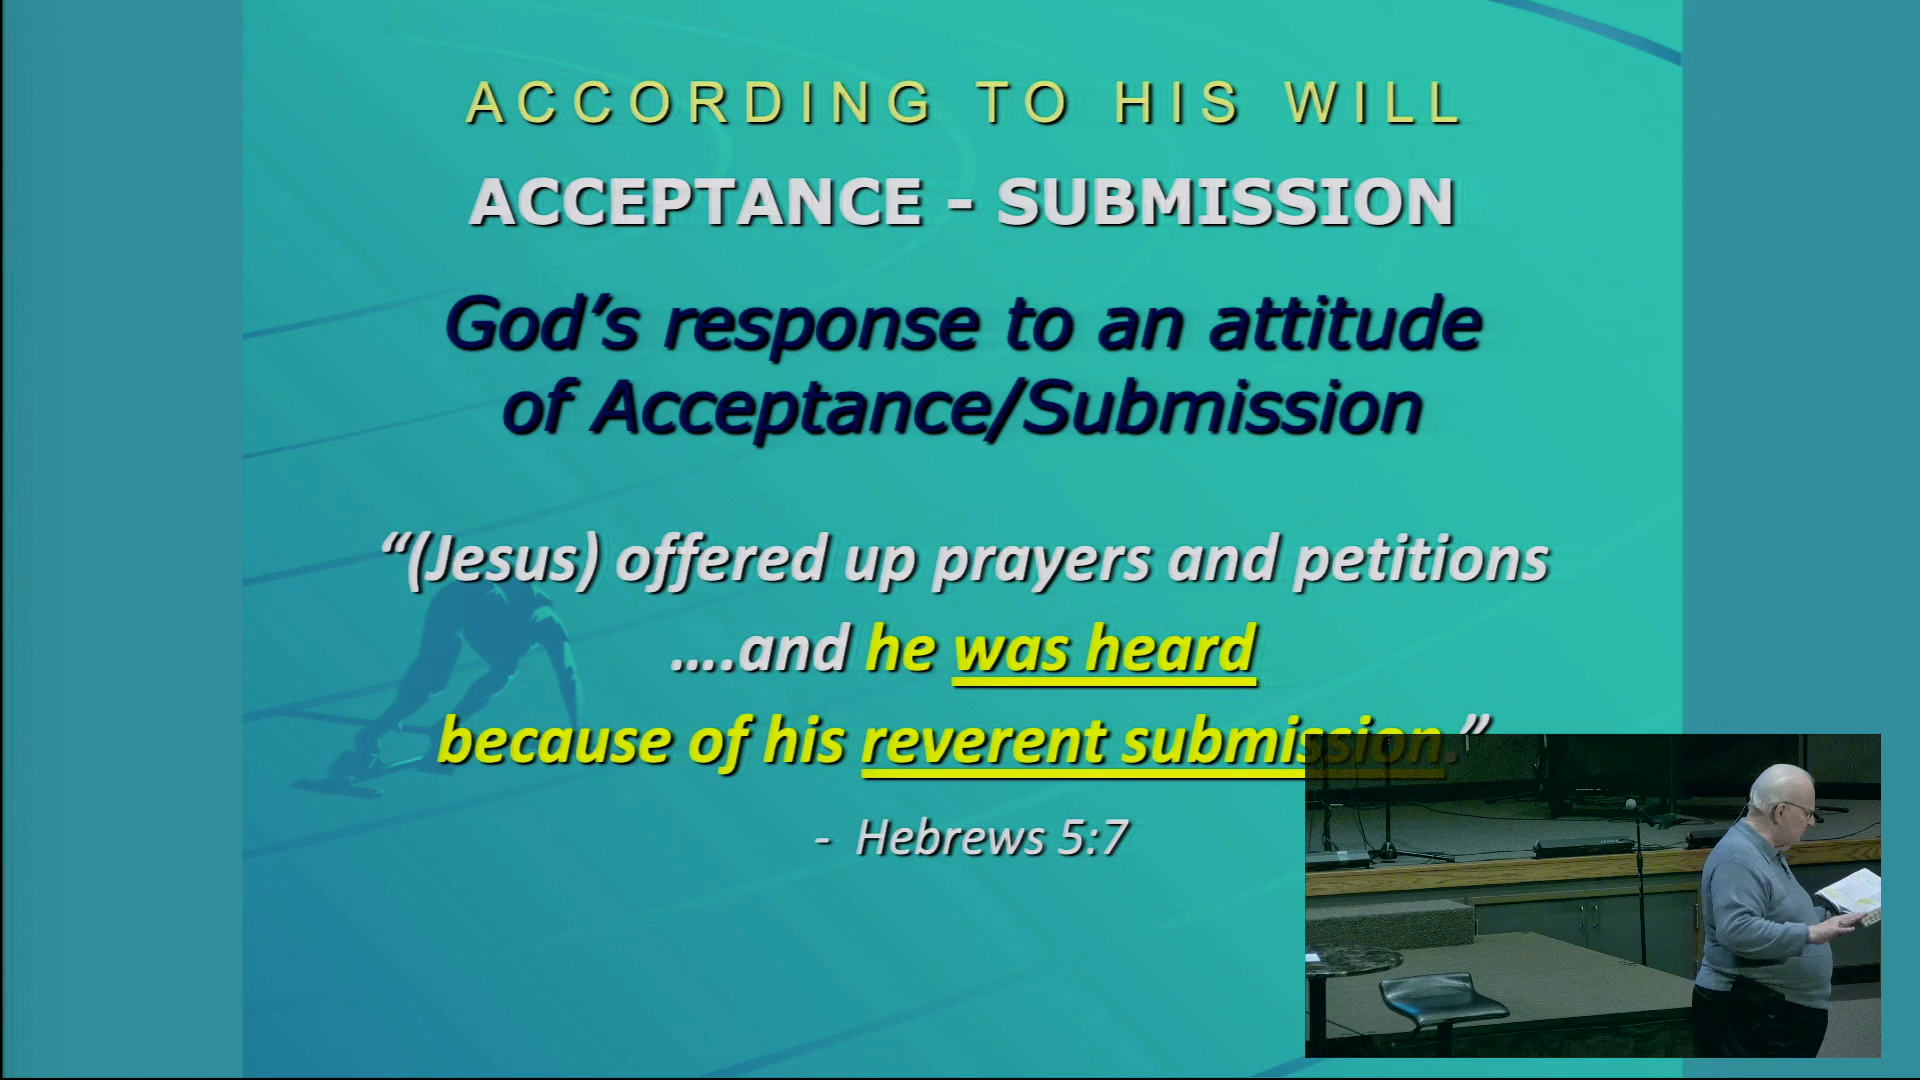 ACCORDING TO HIS WILL
ACCEPTANCE - SUBMISSION
God’s response to an attitude
of Acceptance/Submission
“(Jesus) offered up prayers and petitions
….and he was heard
because of his reverent submission.”
- Hebrews 5:7